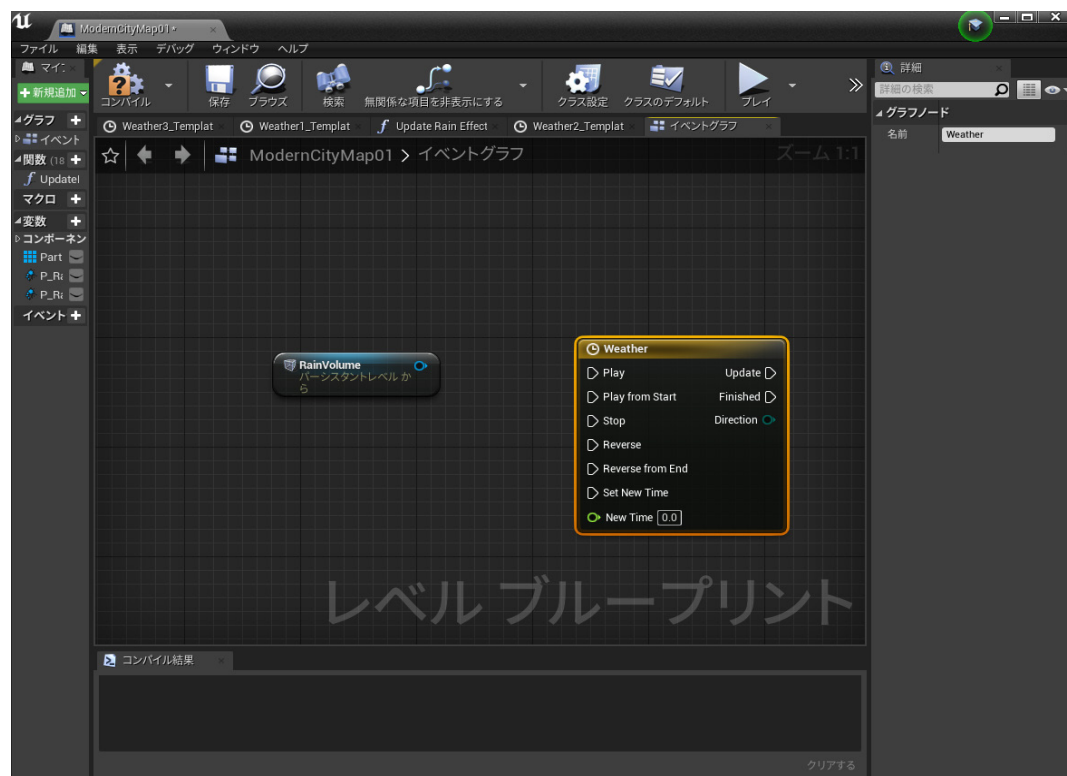 ModernCityMap01*
ファイル 編集 表示 デバッグ ウィンドウ ヘルプ
マイ:
新規追加
コンパイル
保存
ブラウズ
検索
無関係な項目を非表示にする
クラス設定
クラスのデフォルト
プレイ
詳細
詳細の検索
グラフノード
名前
Weather
グラフ
イベント
関数 (18
Updatel
マクロ
変数
コンポーネン
Part
P_Ra
P_Ra
イベント
Weather3_Templat
Weather1_Templat
Update Rain Effect
Weather2_Templat
イベントグラフ
ModernCityMap01 > イベントグラフ
ズーム 1:1
RainVolume
パーシスタントレベル か
ら
Weather
Play
Update
Play from Start
Finished
Stop
Direction
Reverse
Reverse from End
Set New Time
New Time 0.0
レベル ブループリント
コンパイル結果
クリアする